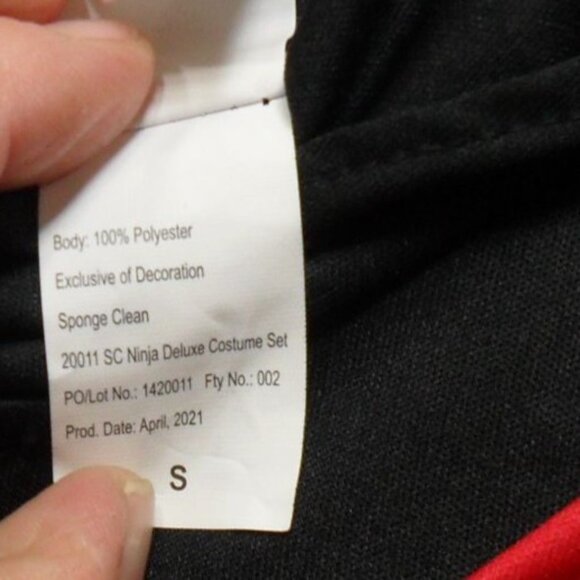 Body: 100% Polyester
Exclusive of Decoration
Sponge Clean
20011 SC Ninja Deluxe Costume Set
PO/Lot No.: 1420011 Fty No.: 002
Prod. Date: April, 2021
S